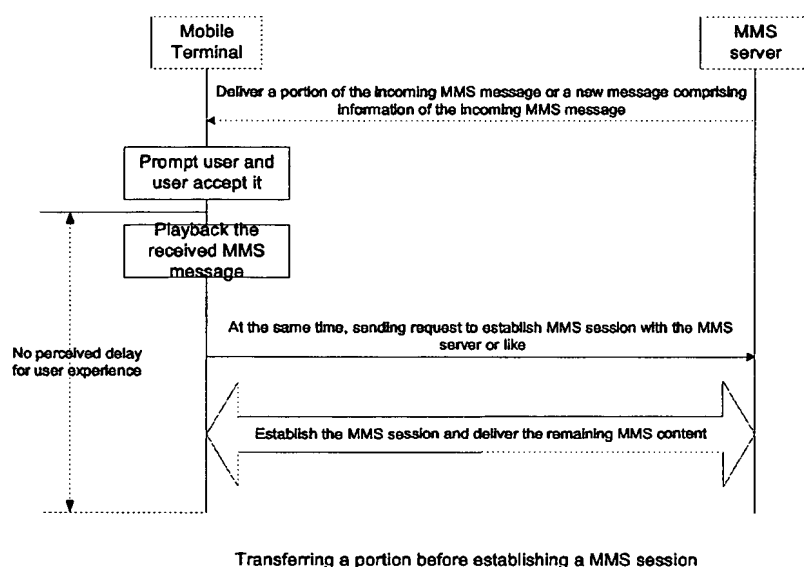 Mobile
Terminal
MMS
server
Deliver a portion of the incoming MMS message or a new message comprising
information of the incoming MMS message
Prompt user and
user accept it
Playback the
received MMS
message
At the same time, sending request to establish MMS session with the MMS
server or like
No perceived delay
for user experience
Establish the MMS session and deliver the remaining MMS content
Transferring a portion before establishing a MMS session